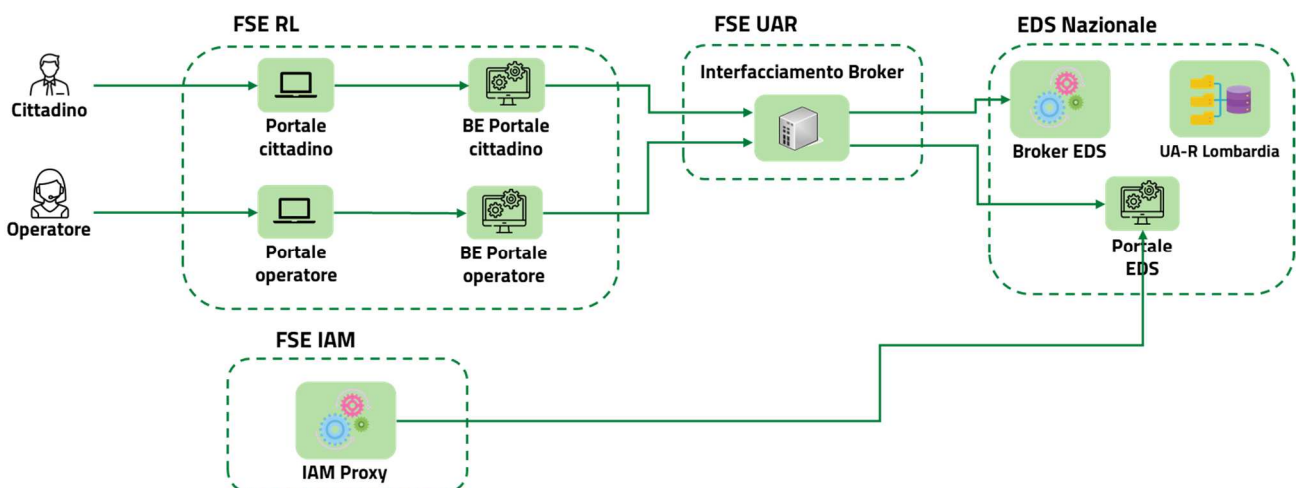 FSE RL
FSE UAR
EDS Nazionale
Interfacciamento Broker
Cittadino
Portale
cittadino
BE Portale
cittadino
Broker EDS
UA-R Lombardia
Operatore
Portale
operatore
BE Portale
operatore
Portale
EDS
FSE IAM
IAM Proxy